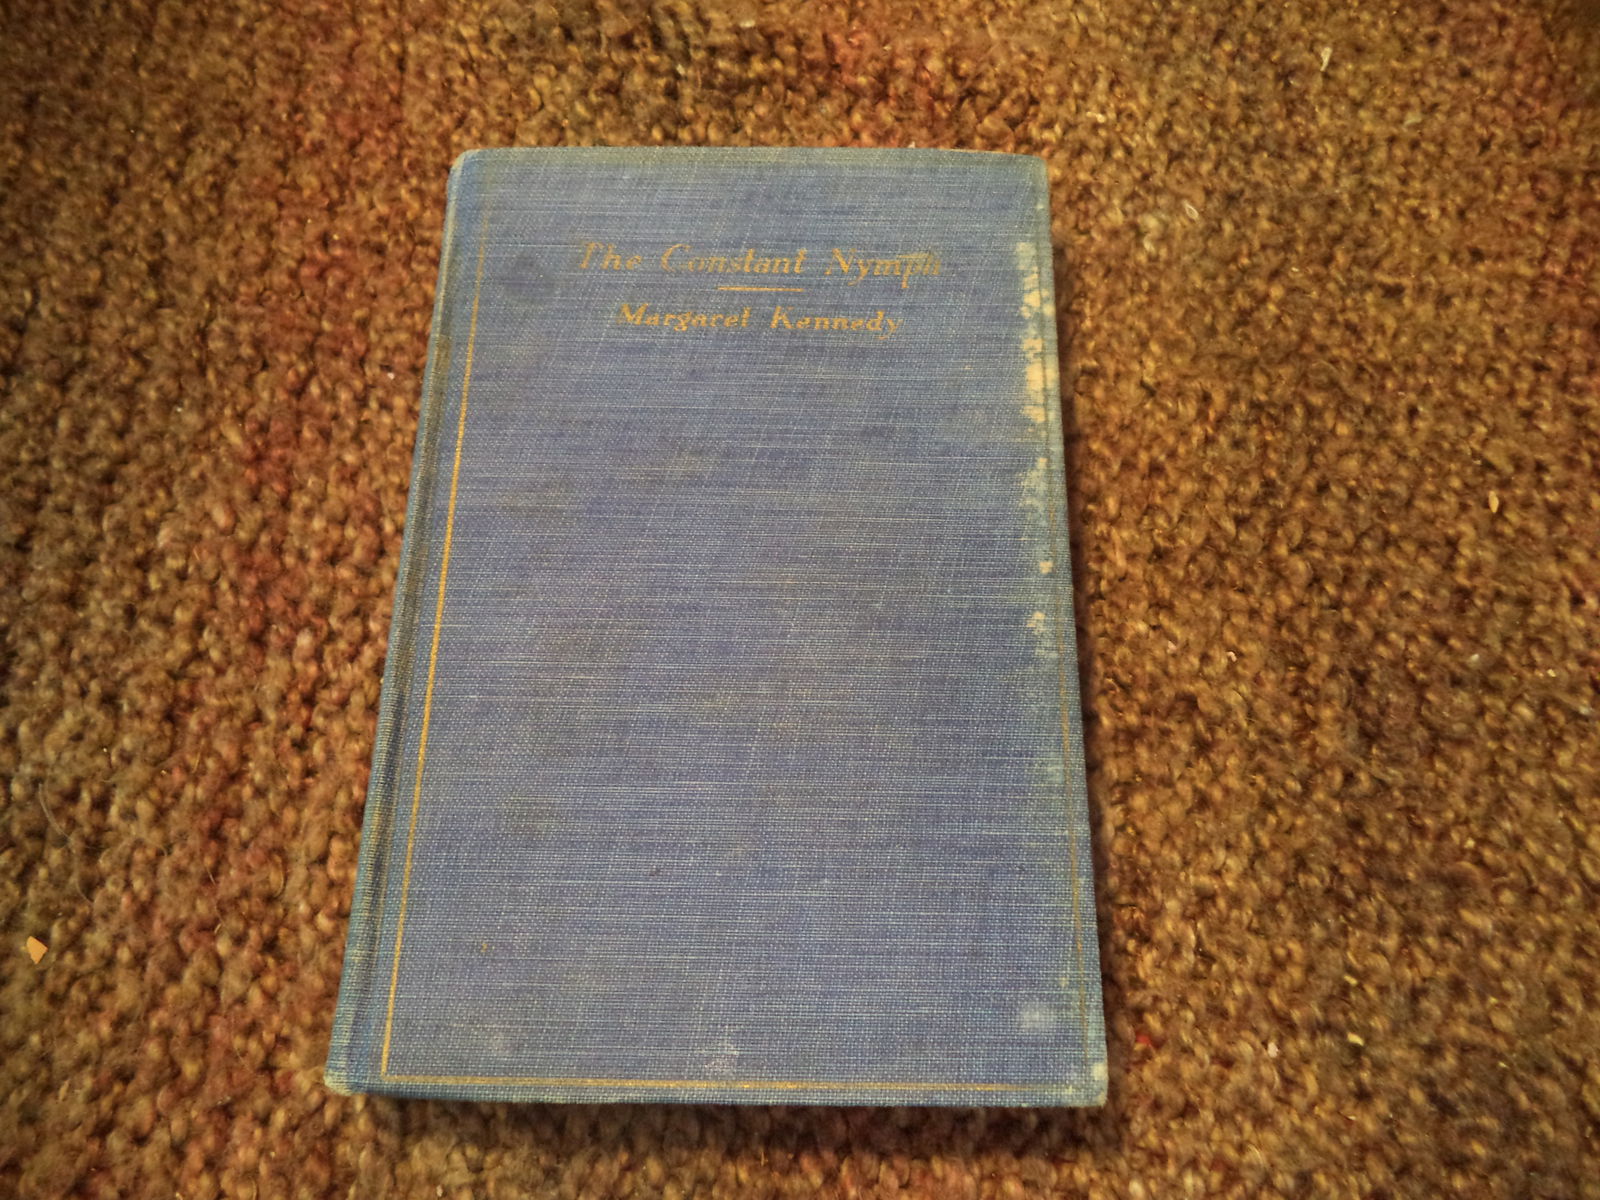 The Constant Nymph
Margaret Kennedy